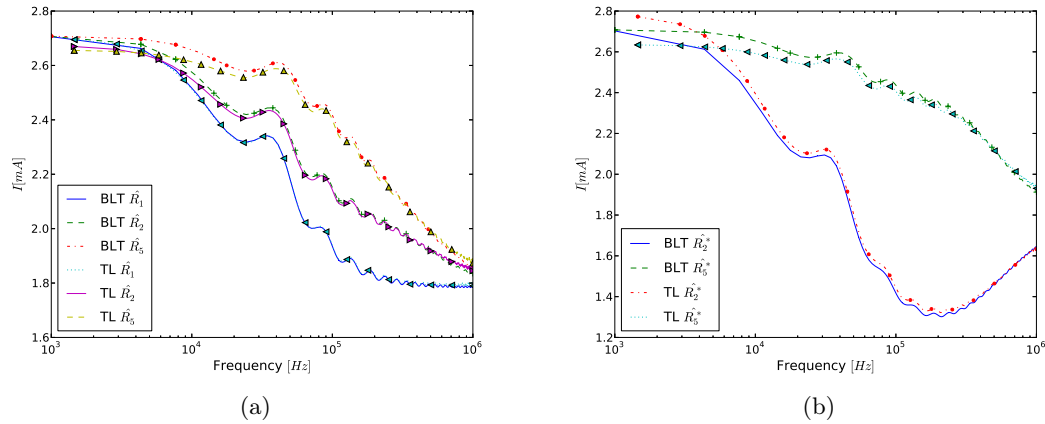 2.8
2.6
2.4
2.2
2.0
1.8
1.6
I[mA]
BLT R̂₁
BLT R̂₂
BLT R̂₅
TL R̂₁
TL R̂₂
TL R̂₅
10³ 10⁴ 10⁵ 10⁶
Frequency [Hz]
(a)
2.8
2.6
2.4
2.2
2.0
1.8
1.6
1.4
1.2
I[mA]
BLT R̂₂*
BLT R̂₅*
TL R̂₂*
TL R̂₅*
10³ 10⁴ 10⁵ 10⁶
Frequency [Hz]
(b)